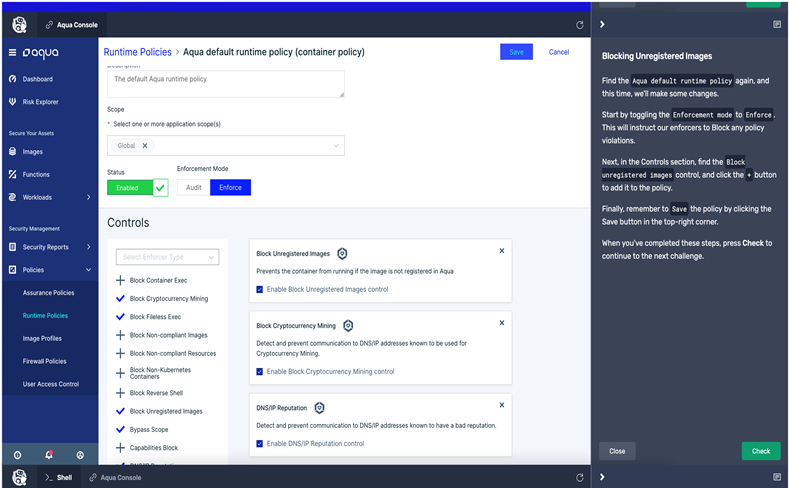 Aqua Console
aqua
Dashboard
Risk Explorer
Secure Your Assets
Images
Functions
Workloads
Security Management
Security Reports
Policies
Assurance Policies
Runtime Policies
Image Profiles
Firewall Policies
User Access Control
Runtime Policies > Aqua default runtime policy (container policy)
Save
Cancel
Description
The default Aqua runtime policy
Scope
* Select one or more application scope(s)
Global X
Status
Enabled
Enforcement Mode
Audit
Enforce
Controls
Select Enforcer Type
Block Container Exec
Block Cryptocurrency Mining
Block Fileless Exec
Block Non-compliant Images
Block Non-compliant Resources
Block Non-Kubernetes
Containers
Block Reverse Shell
Block Unregistered Images
Bypass Scope
Capabilities Block
DNS/IP Reputation
Block Unregistered Images
X
Prevents the container from running if the image is not registered in Aqua
Enable Block Unregistered Images control
Block Cryptocurrency Mining
X
Detect and prevent communication to DNS/IP addresses known to be used for
Cryptocurrency Mining.
Enable Block Cryptocurrency Mining control
DNS/IP Reputation
X
Detect and prevent communication to DNS/IP addresses known to have a bad reputation.
Enable DNS/IP Reputation control
>_ Shell
Aqua Console
Blocking Unregistered Images
Find the Aqua default runtime policy again, and
this time, we'll make some changes.
Start by toggling the Enforcement mode to Enforce.
This will instruct our enforcers to Block any policy
violations.
Next, in the Controls section, find the Block
unregistered images control, and click the + button
to add it to the policy.
Finally, remember to Save the policy by clicking the
Save button in the top-right corner.
When you've completed these steps, press Check to
continue to the next challenge.
Close
Check